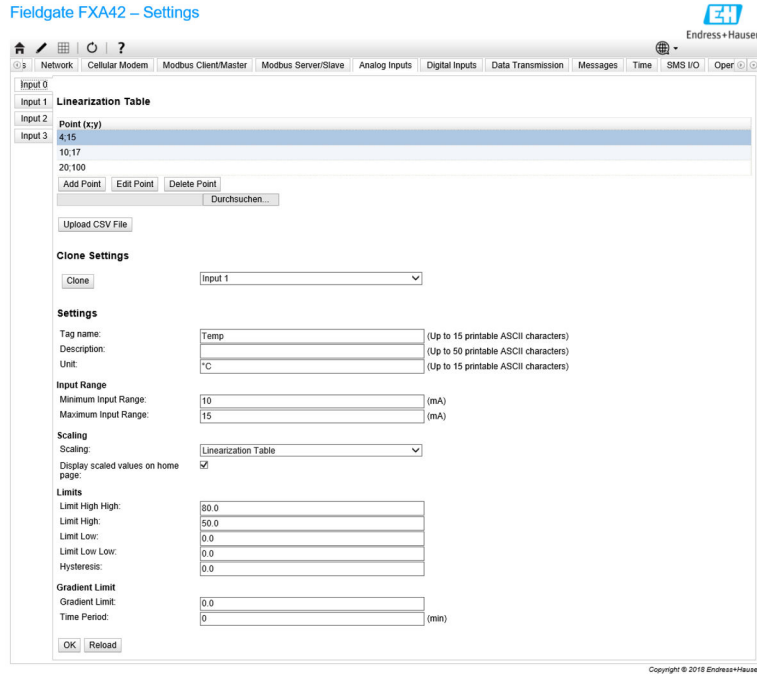 Fieldgate FXA42 – Settings
EH
Endress+Hauser
?
s Network Cellular Modem Modbus Client/Master Modbus Server/Slave Analog Inputs Digital Inputs Data Transmission Messages Time SMS I/O Oper
Input 0
Input 1
Input 2
Input 3
Linearization Table
Point (x;y)
4;15
10;17
20;100
Add Point Edit Point Delete Point
Durchsuchen...
Upload CSV File
Clone Settings
Clone Input 1
Settings
Tag name: Temp (Up to 15 printable ASCII characters)
Description: (Up to 50 printable ASCII characters)
Unit: °C (Up to 15 printable ASCII characters)
Input Range
Minimum Input Range: 10 (mA)
Maximum Input Range: 15 (mA)
Scaling
Scaling: Linearization Table
Display scaled values on home
page:
Limits
Limit High High: 80.0
Limit High: 50.0
Limit Low: 0.0
Limit Low Low: 0.0
Hysteresis: 0.0
Gradient Limit
Gradient Limit: 0.0
Time Period: 0 (min)
OK Reload
Copyright © 2018 Endress+Hause